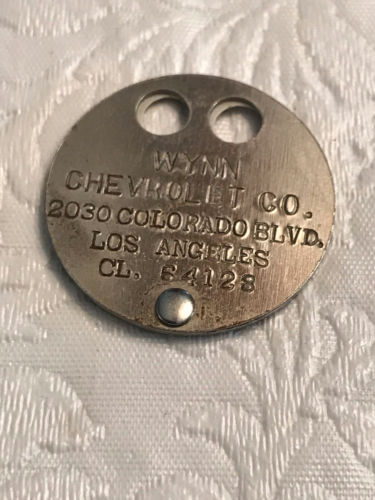 WYNN
CHEVROLET CO.
2030 COLORADO BLVD.
LOS ANGELES
CL. 64128